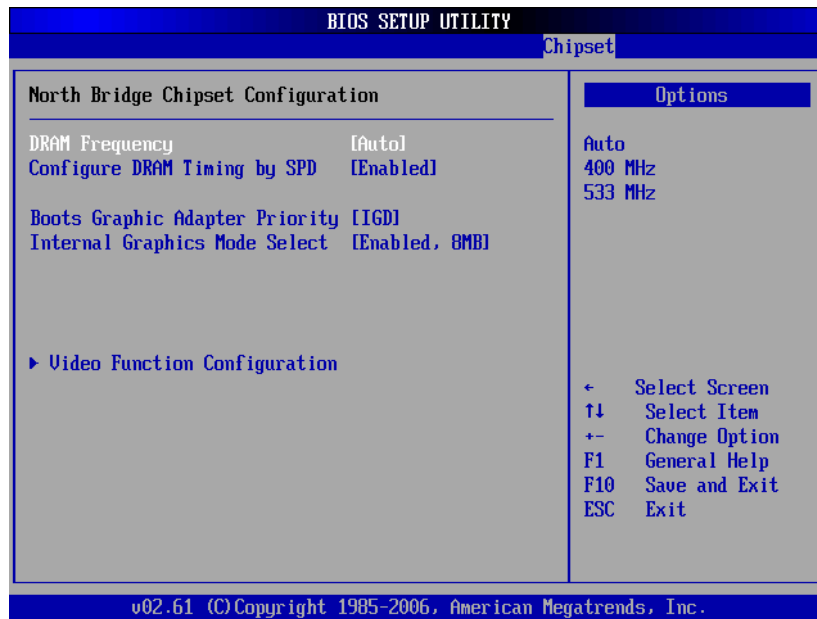 BIOS SETUP UTILITY
Chipset
North Bridge Chipset Configuration
DRAM Frequency [Auto]
Configure DRAM Timing by SPD [Enabled]
Boots Graphic Adapter Priority [IGD]
Internal Graphics Mode Select [Enabled, 8MB]
▶ Video Function Configuration
Options
Auto
400 MHz
533 MHz
← Select Screen
↑↓ Select Item
+- Change Option
F1 General Help
F10 Save and Exit
ESC Exit
v02.61 (C)Copyright 1985-2006, American Megatrends, Inc.